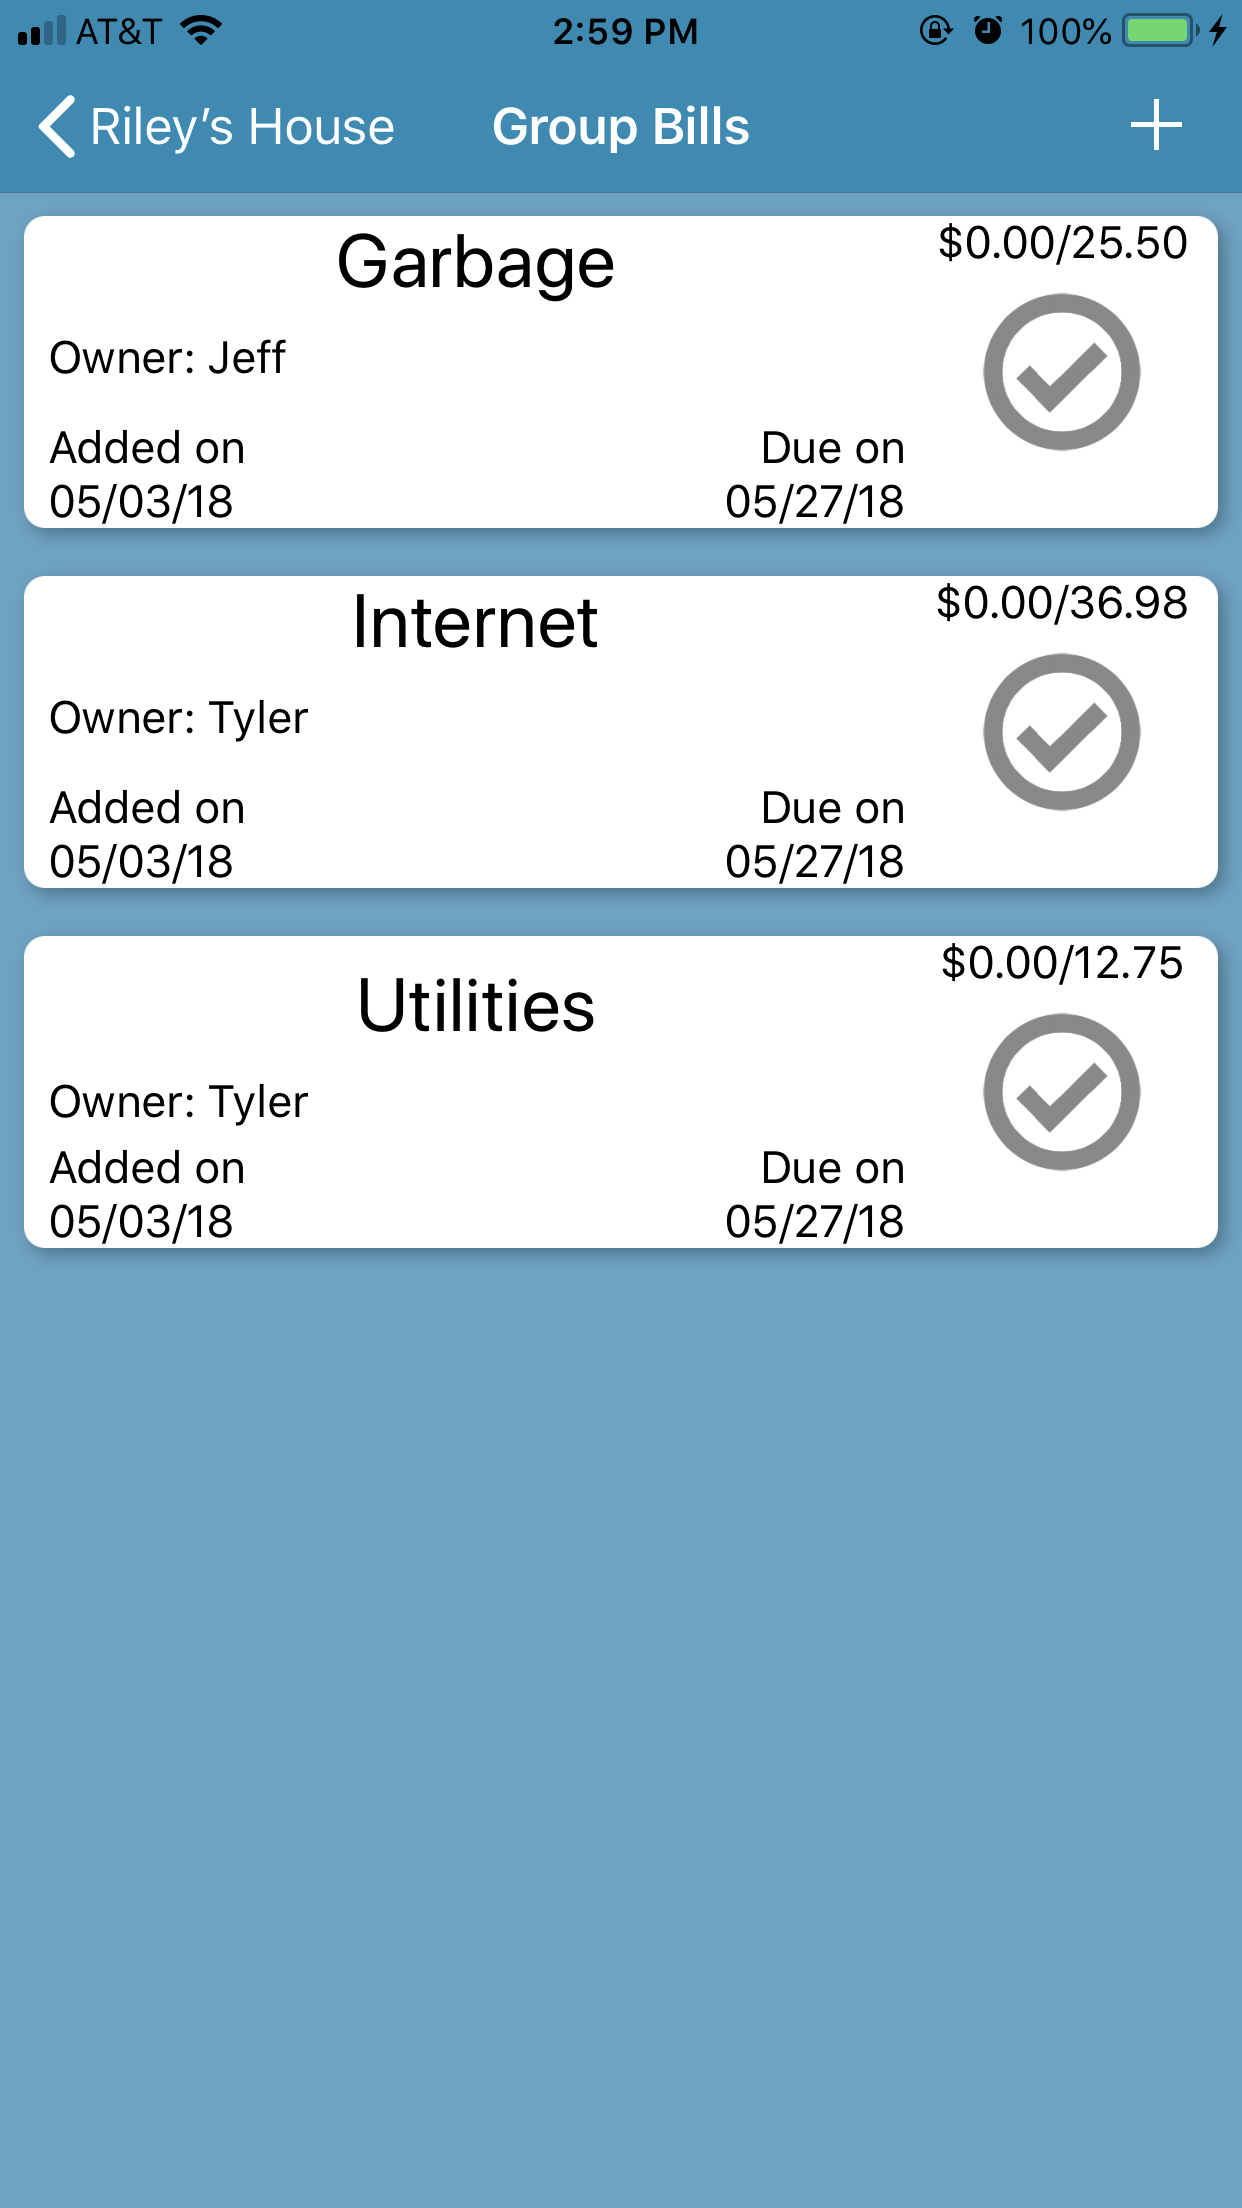 AT&T 2:59 PM 100%
Riley’s House Group Bills
Garbage $0.00/25.50
Owner: Jeff
Added on Due on
05/03/18 05/27/18
Internet $0.00/36.98
Owner: Tyler
Added on Due on
05/03/18 05/27/18
Utilities $0.00/12.75
Owner: Tyler
Added on Due on
05/03/18 05/27/18